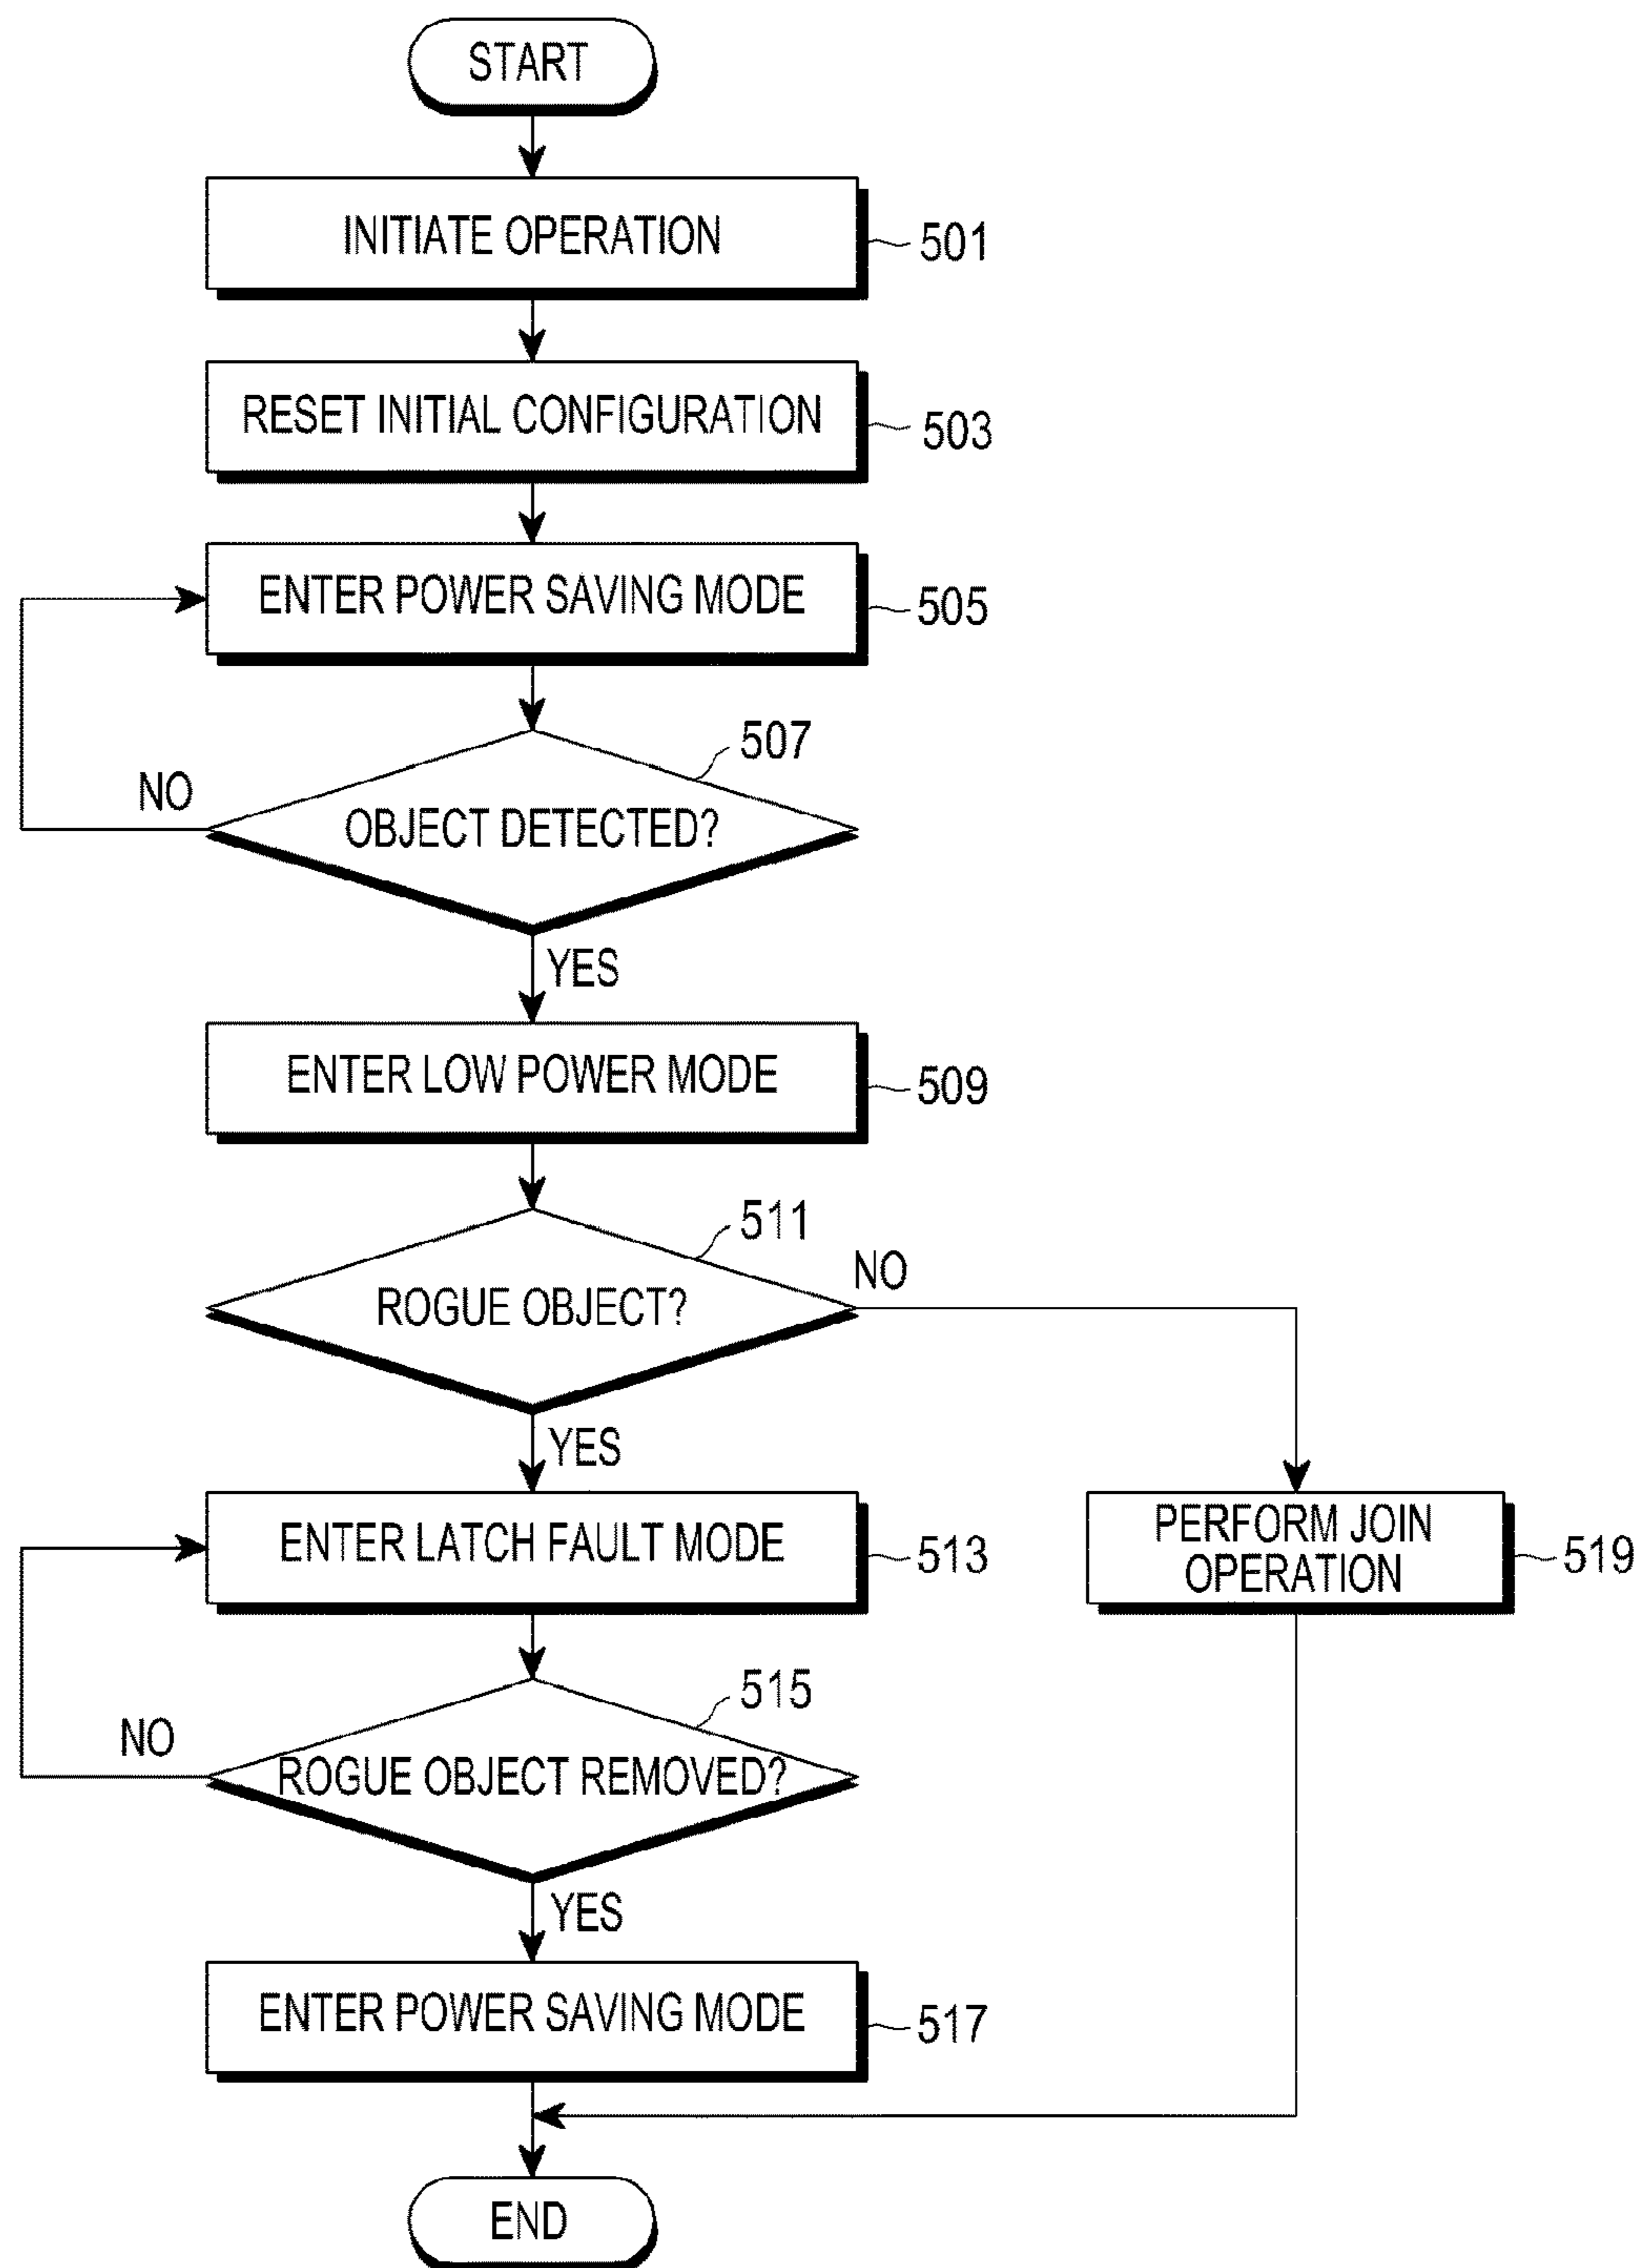 START
INITIATE OPERATION
501
RESET INITIAL CONFIGURATION
503
ENTER POWER SAVING MODE
505
507
NO
OBJECT DETECTED?
YES
ENTER LOW POWER MODE
509
511
NO
ROGUE OBJECT?
YES
ENTER LATCH FAULT MODE
513
PERFORM JOIN
OPERATION
519
515
NO
ROGUE OBJECT REMOVED?
YES
ENTER POWER SAVING MODE
517
END